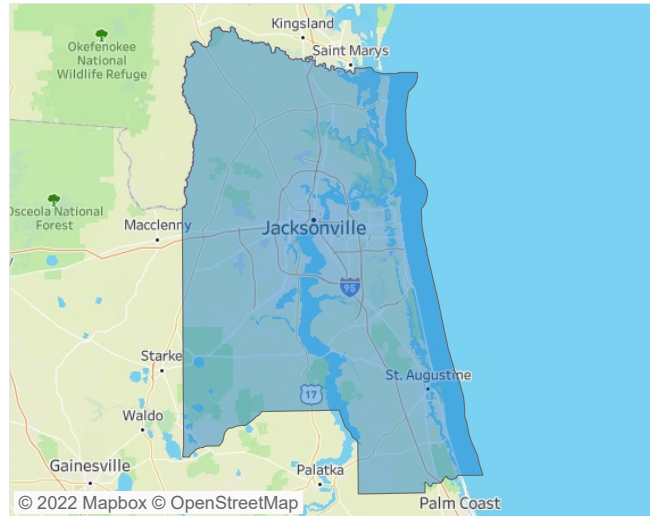 Kingsland
Okefenokee
National
Wildlife Refuge
Saint Marys
Osceola National
Forest
Macclenny
Jacksonville
95
Starke
St. Augustine
17
Waldo
Gainesville
Palatka
Palm Coast
© 2022 Mapbox © OpenStreetMap